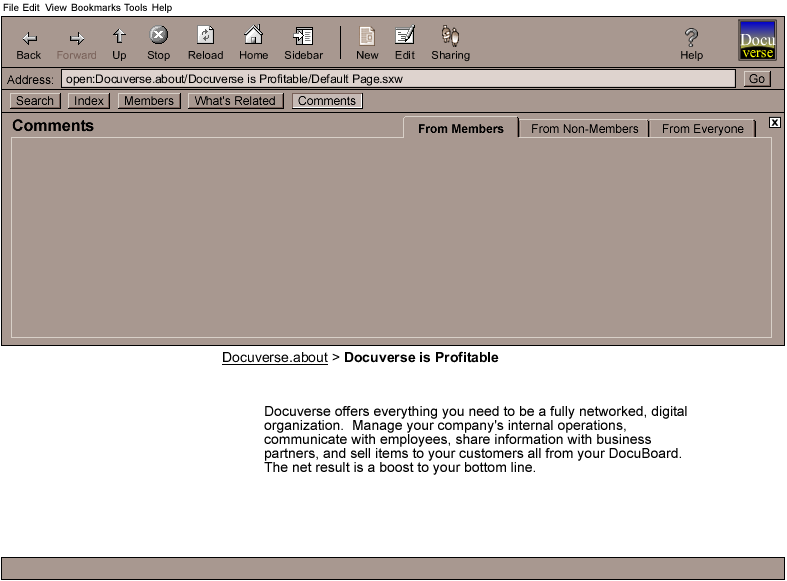 File Edit View Bookmarks Tools Help
Back Forward Up Stop Reload Home Sidebar New Edit Sharing Help
Docu
verse
Address: open:Docuverse.about/Docuverse is Profitable/Default Page.sxw Go
Search Index Members What's Related Comments
Comments From Members From Non-Members From Everyone X
Docuverse.about > Docuverse is Profitable
Docuverse offers everything you need to be a fully networked, digital
organization. Manage your company's internal operations,
communicate with employees, share information with business
partners, and sell items to your customers all from your DocuBoard.
The net result is a boost to your bottom line.